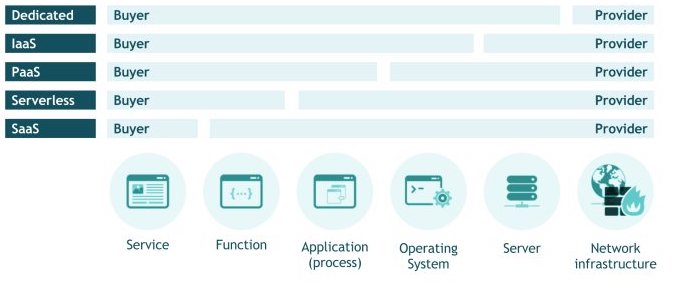 Dedicated Buyer Provider
IaaS Buyer Provider
PaaS Buyer Provider
Serverless Buyer Provider
SaaS Buyer Provider
{...}
>-
Service Function Application Operating Server Network
(process) System infrastructure